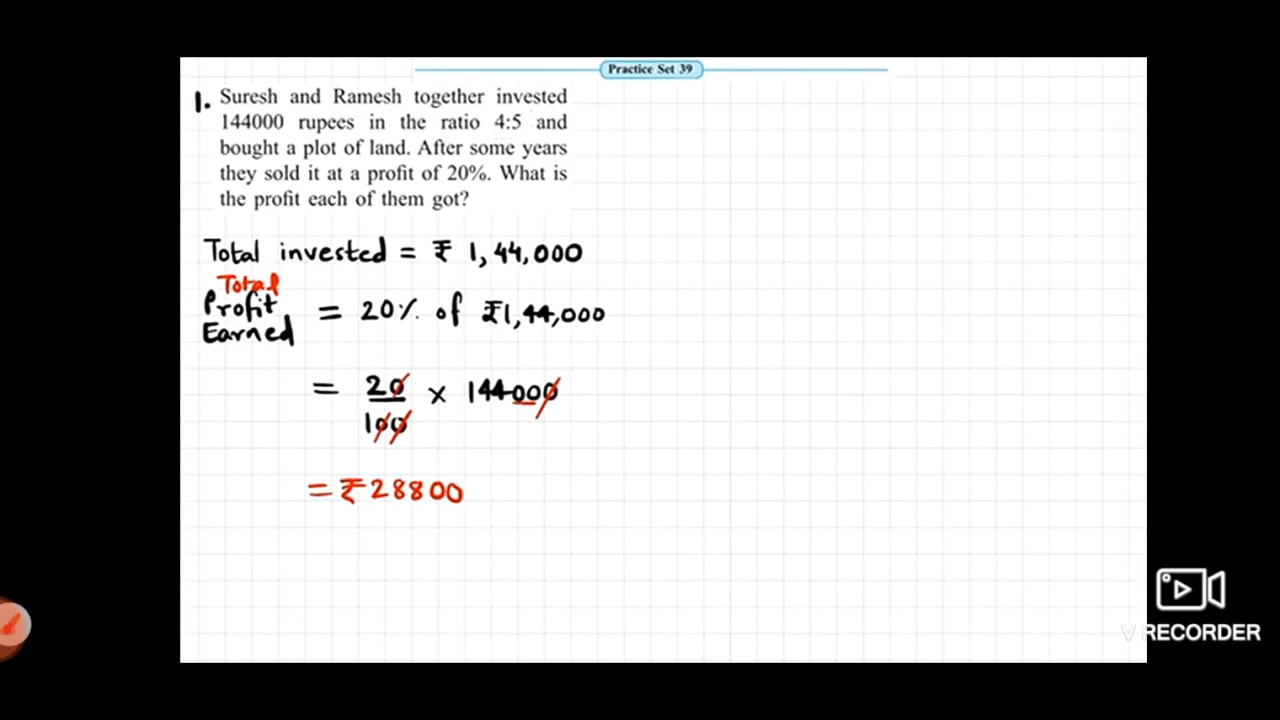 Practice Set 39
1. Suresh and Ramesh together invested
144000 rupees in the ratio 4:5 and
bought a plot of land. After some years
they sold it at a profit of 20%. What is
the profit each of them got?
Total invested = ₹ 1,44,000
Total
Profit
Earned = 20% of ₹1,44,000
= 20/100 × 144000
= ₹28800
V RECORDER